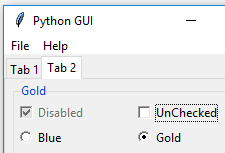 Python GUI
File Help
Tab 1 Tab 2
Gold
Disabled UnChecked
Blue Gold